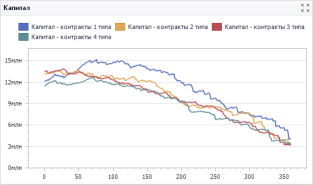 Капитал
Капитал - контракты 1 типа Капитал - контракты 2 типа Капитал - контракты 3 типа
Капитал - контракты 4 типа
15млн
12млн
9млн
6млн
3млн
0млн
0 50 100 150 200 250 300 350